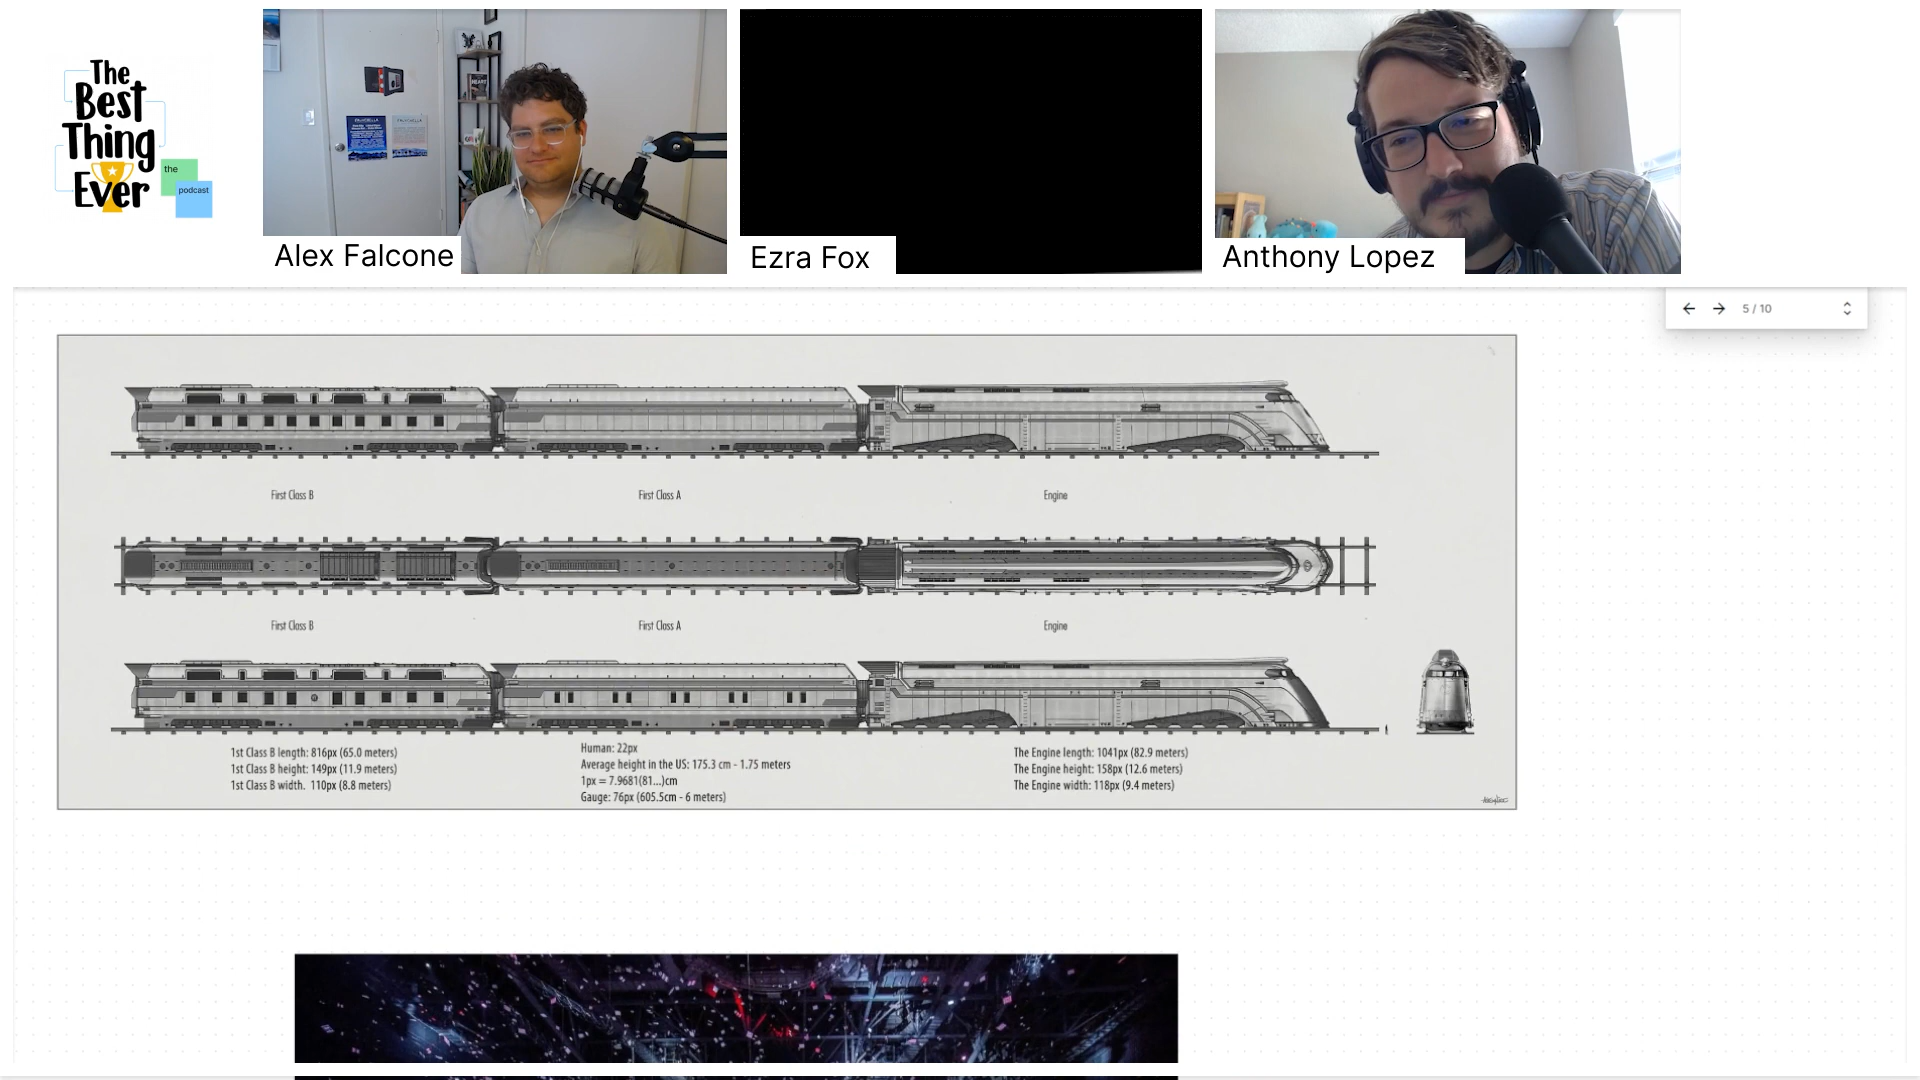 The
Best
Thing
Ever
the
podcast
HEART
Alex Falcone
Ezra Fox
Anthony Lopez
5 / 10
First Class B
First Class A
Engine
First Class B
First Class A
Engine
1st Class B length: 816px (65.0 meters)
1st Class B height: 149px (11.9 meters)
1st Class B width. 110px (8.8 meters)
Human: 22px
Average height in the US: 175.3 cm - 1.75 meters
1px = 7.9681(81...)cm
Gauge: 76px (605.5cm - 6 meters)
The Engine length: 1041px (82.9 meters)
The Engine height: 158px (12.6 meters)
The Engine width: 118px (9.4 meters)